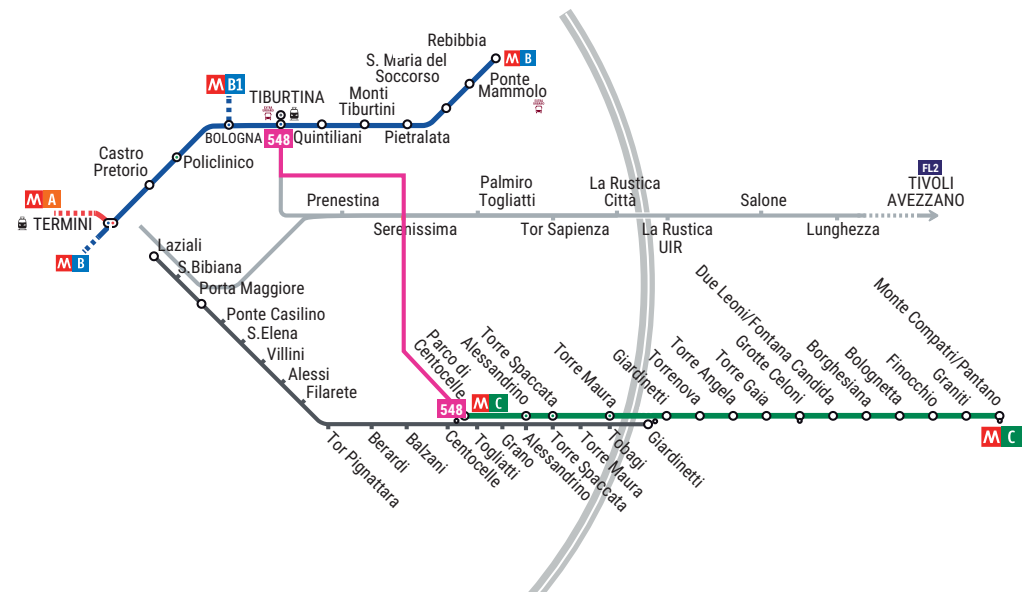 Rebibbia
M B
S. Maria del
Soccorso
Ponte
Mammolo
M B1
TIBURTINA
Monti
Tiburtini
BOLOGNA
548
Quintiliani
Pietralata
Castro
Pretorio
Policlinico
M A
TERMINI
M B
FL2
TIVOLI
AVEZZANO
Prenestina
Serenissima
Palmiro
Togliatti
Tor Sapienza
La Rustica
Città
La Rustica
UIR
Salone
Lunghezza
Laziali
S.Bibiana
Porta Maggiore
Ponte Casilino
S.Elena
Villini
Alessi
Filarete
Tor Pignattara
Berardi
Balzani
Centocelle
Togliatti
Grano
Alessandrino
Torre Spaccata
Torre Maura
Tobagi
Giardinetti
548
M C
Parco di
Centocelle
Alessandrino
Torre Spaccata
Torre Maura
Giardinetti
Torrenova
Torre Angela
Torre Gaia
Grotte Celoni
Due Leoni/Fontana Candida
Borghesiana
Bolognetta
Finocchio
Graniti
Monte Compatri/Pantano
M C